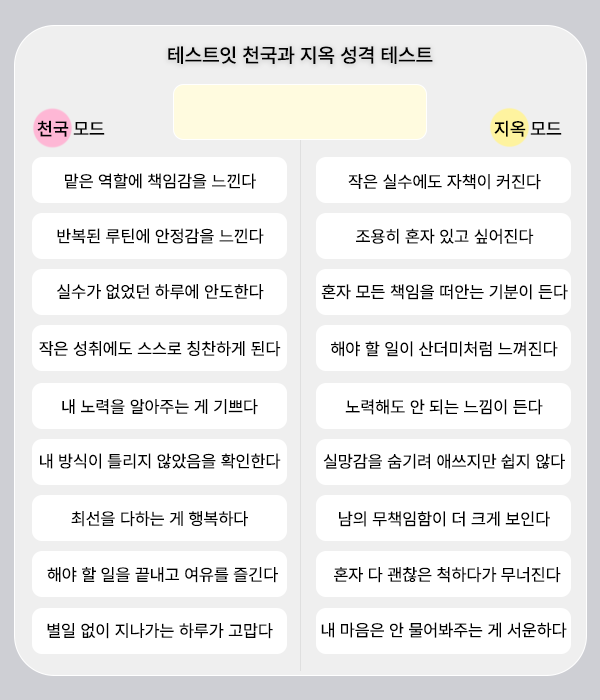 테스트잇 천국과 지옥 성격 테스트
천국 모드
지옥 모드
맡은 역할에 책임감을 느낀다
작은 실수에도 자책이 커진다
반복된 루틴에 안정감을 느낀다
조용히 혼자 있고 싶어진다
실수가 없었던 하루에 안도한다
혼자 모든 책임을 떠안는 기분이 든다
작은 성취에도 스스로 칭찬하게 된다
해야 할 일이 산더미처럼 느껴진다
내 노력을 알아주는 게 기쁘다
노력해도 안 되는 느낌이 든다
내 방식이 틀리지 않았음을 확인한다
실망감을 숨기려 애쓰지만 쉽지 않다
최선을 다하는 게 행복하다
남의 무책임함이 더 크게 보인다
해야 할 일을 끝내고 여유를 즐긴다
혼자 다 괜찮은 척하다가 무너진다
별일 없이 지나가는 하루가 고맙다
내 마음은 안 물어봐주는 게 서운하다